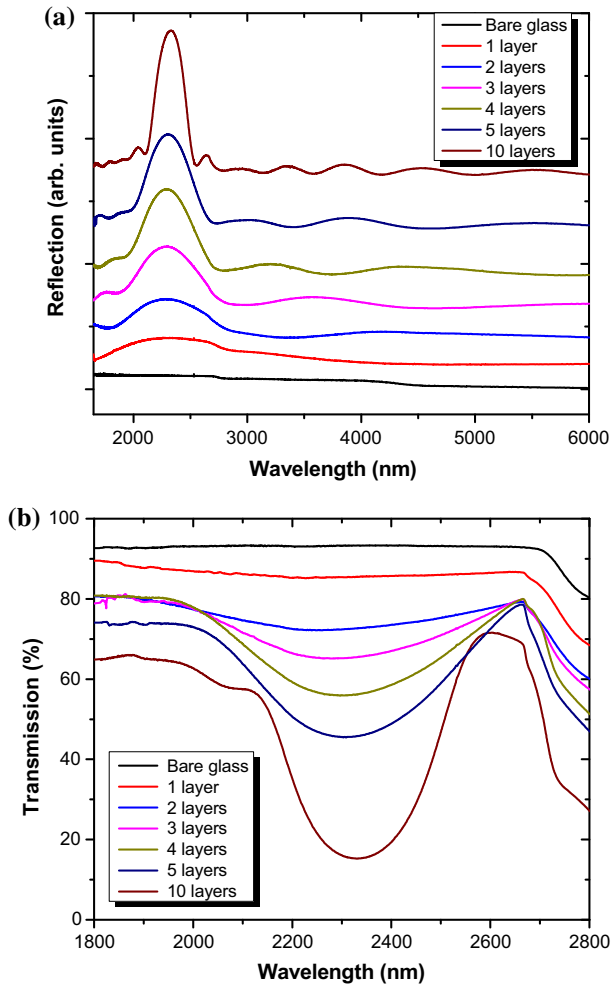 (a)
Bare glass
1 layer
2 layers
3 layers
4 layers
5 layers
10 layers
Reflection (arb. units)
2000 3000 4000 5000 6000
Wavelength (nm)
(b)
100
80
60
40
20
0
Transmission (%)
Bare glass
1 layer
2 layers
3 layers
4 layers
5 layers
10 layers
1800 2000 2200 2400 2600 2800
Wavelength (nm)